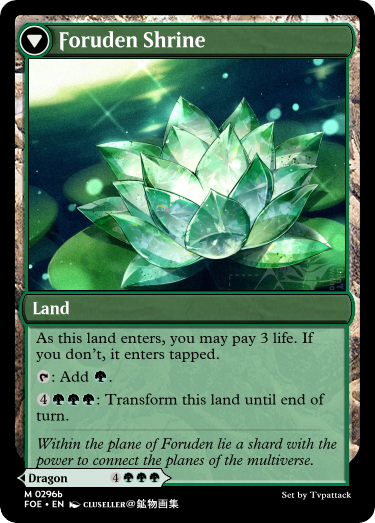 Foruden Shrine
Land
As this land enters, you may pay 3 life. If
you don't, it enters tapped.
: Add .
4: Transform this land until end of
turn.
Within the plane of Foruden lie a shard with the
power to connect the planes of the multiverse.
Dragon 4
M 0296b
FOE • EN CLUSELLER@鉱物画集
Set by Tvpattack